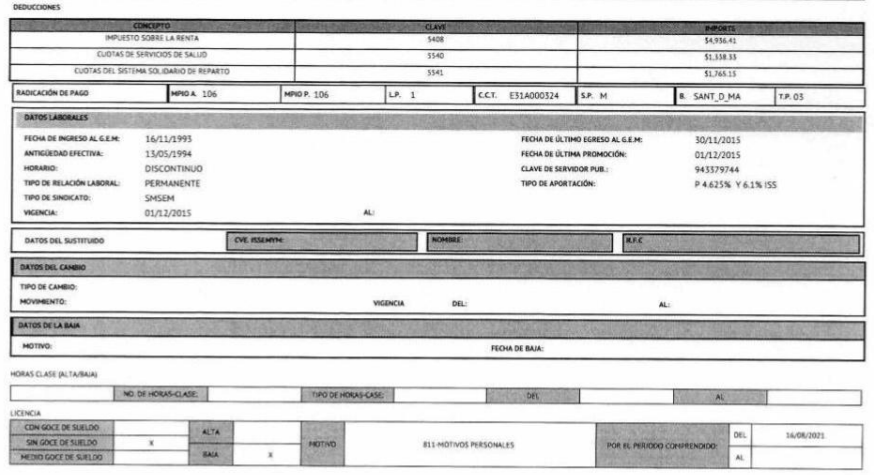 DEDUCCIONES
CONCEPTO CLAVE IMPORTE
IMPUESTO SOBRE LA RENTA 5408 $4,936.41
CUOTAS DE SERVICIOS DE SALUD 5540 $1,338.33
CUOTAS DEL SISTEMA SOLIDARIO DE REPARTO 5541 $1,765.15
RADICACIÓN DE PAGO MPIO A. 106 MPIO P. 106 L.P. 1 C.C.T. E51A000324 S.P. M B. SANT_D_MA T.P. 03
DATOS LABORALES
FECHA DE INGRESO AL G.E.M: 16/11/1993 FECHA DE ÚLTIMO EGRESO AL G.E.M: 30/11/2015
ANTIGÜEDAD EFECTIVA: 13/05/1994 FECHA DE ÚLTIMA PROMOCIÓN: 01/12/2015
HORARIO: DISCONTINUO CLAVE DE SERVIDOR PUB.: 943379744
TIPO DE RELACIÓN LABORAL: PERMANENTE TIPO DE APORTACIÓN: P 4.625% Y 6.1% ISS
TIPO DE SINDICATO: SMSEM
VIGENCIA: 01/12/2015 AL:
DATOS DEL SUSTITUIDO CVE. ISSEMYM: NOMBRE: R.F.C
DATOS DEL CAMBIO
TIPO DE CAMBIO:
MOVIMIENTO: VIGENCIA DEL: AL:
DATOS DE LA BAJA
MOTIVO: FECHA DE BAJA:
HORAS CLASE (ALTA/BAJA)
NO. DE HORAS-CLASE: TIPO DE HORAS-CASE: DEL AL
LICENCIA
CON GOCE DE SUELDO
SIN GOCE DE SUELDO X
MEDIO GOCE DE SUELDO
ALTA
BAJA X
MOTIVO 811-MOTIVOS PERSONALES POR EL PERIODO COMPRENDIDO:
DEL 16/08/2021
AL